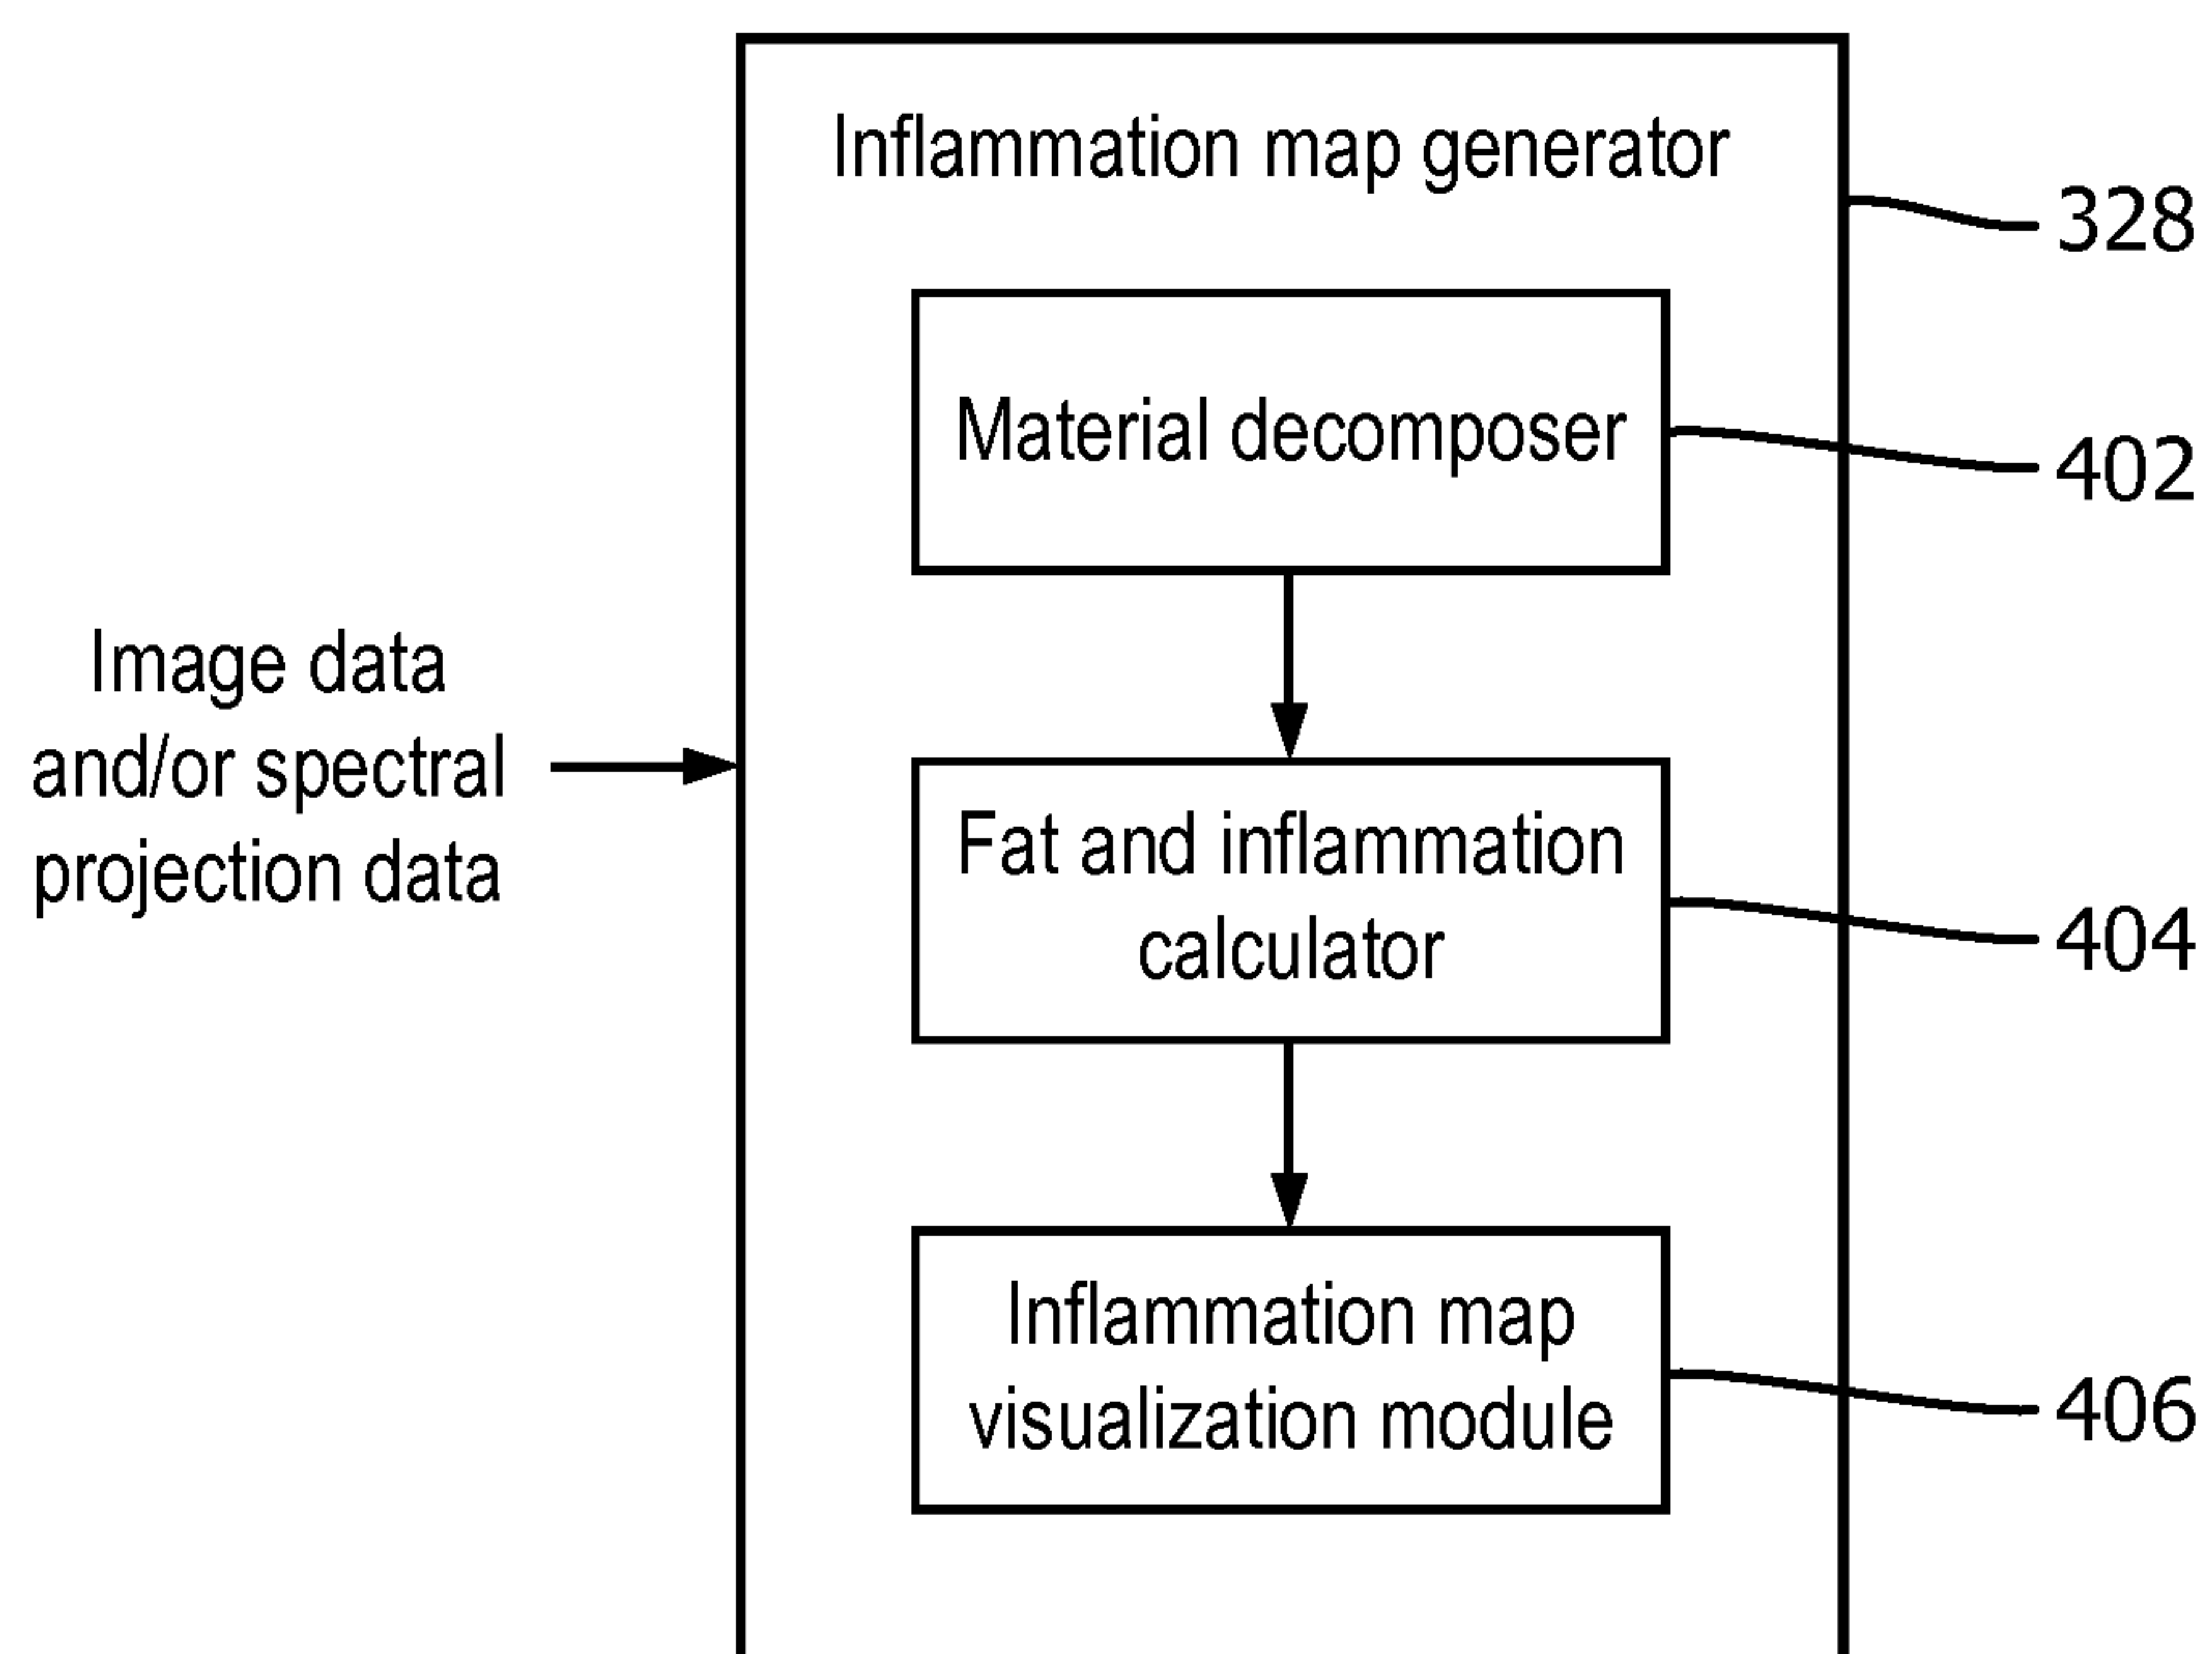 Inflammation map generator
328
Material decomposer
402
Image data
and/or spectral
projection data
Fat and inflammation
calculator
404
Inflammation map
visualization module
406